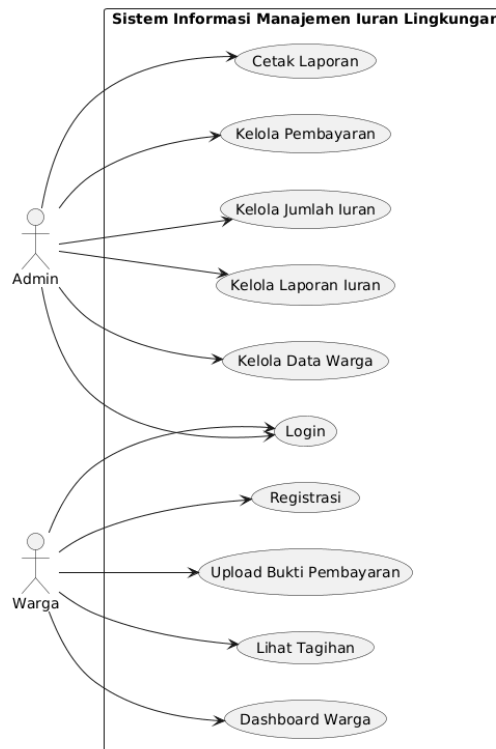 Sistem Informasi Manajemen Iuran Lingkungan
Cetak Laporan
Kelola Pembayaran
Kelola Jumlah Iuran
Kelola Laporan Iuran
Admin
Kelola Data Warga
Login
Registrasi
Upload Bukti Pembayaran
Warga
Lihat Tagihan
Dashboard Warga